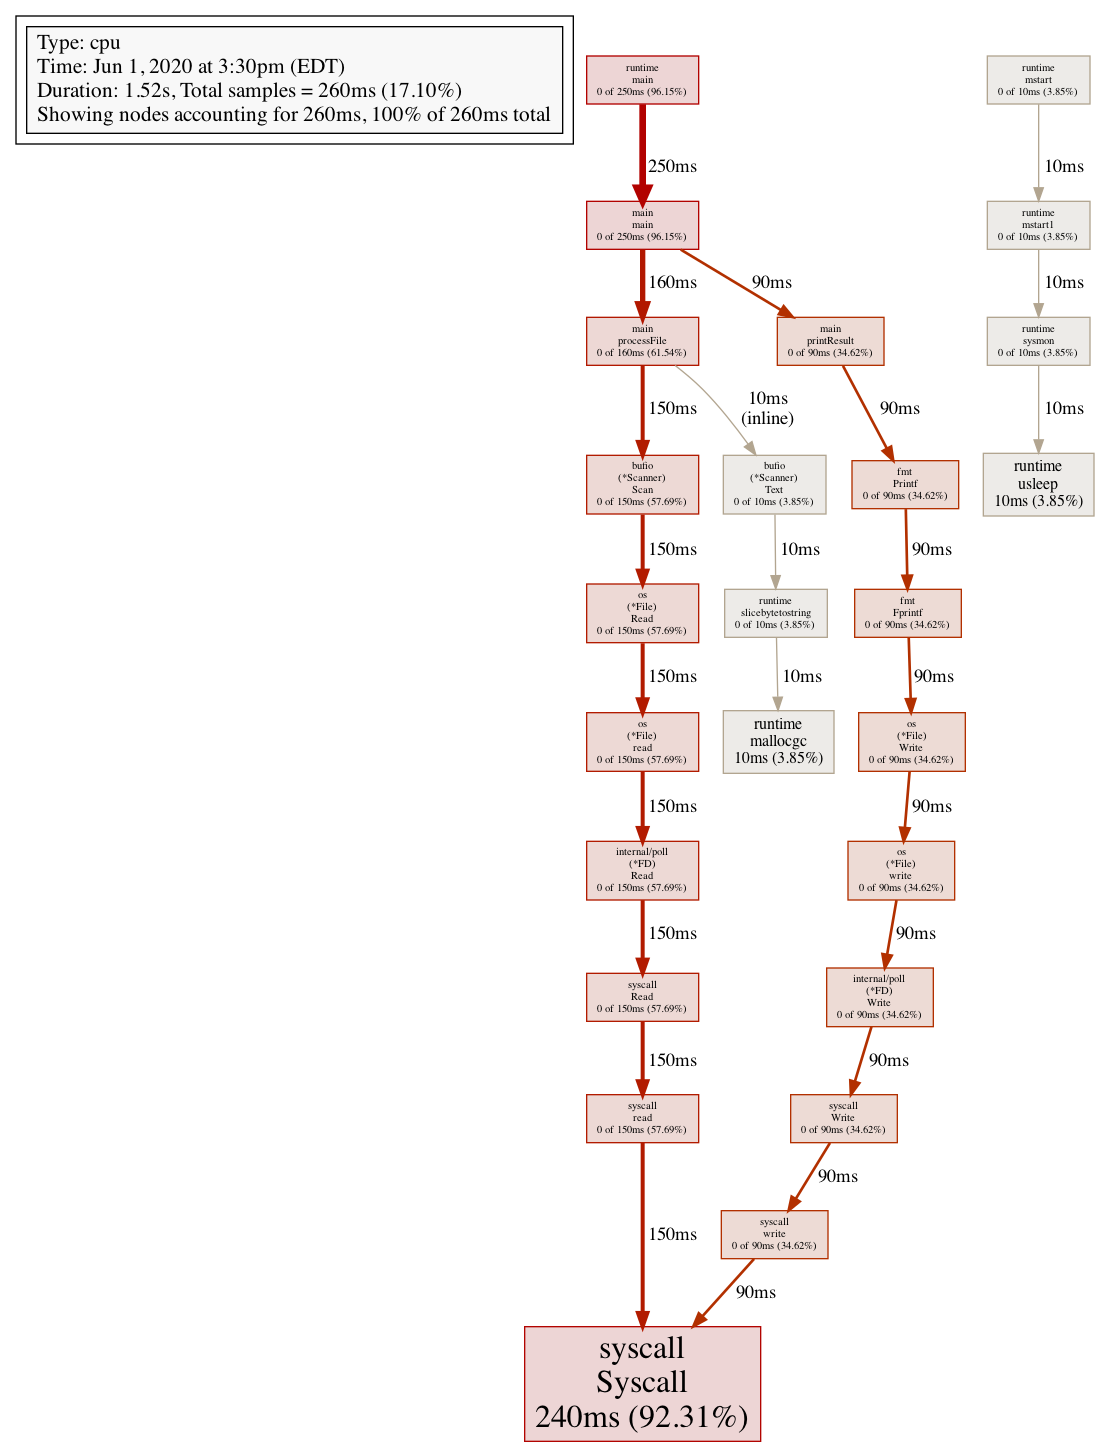 Type: cpu
Time: Jun 1, 2020 at 3:30pm (EDT)
Duration: 1.52s, Total samples = 260ms (17.10%)
Showing nodes accounting for 260ms, 100% of 260ms total
runtime
main
0 of 250ms (96.15%)
runtime
mstart
0 of 10ms (3.85%)
250ms
10ms
main
main
0 of 250ms (96.15%)
runtime
mstart1
0 of 10ms (3.85%)
160ms
90ms
10ms
main
processFile
0 of 160ms (61.54%)
main
printResult
0 of 90ms (34.62%)
runtime
sysmon
0 of 10ms (3.85%)
150ms
10ms
(inline)
90ms
10ms
bufio
(*Scanner)
Scan
0 of 150ms (57.69%)
bufio
(*Scanner)
Text
0 of 10ms (3.85%)
fmt
Printf
0 of 90ms (34.62%)
runtime
usleep
10ms (3.85%)
150ms
10ms
90ms
os
(*File)
Read
0 of 150ms (57.69%)
runtime
slicebytetostring
0 of 10ms (3.85%)
fmt
Fprintf
0 of 90ms (34.62%)
150ms
10ms
90ms
os
(*File)
read
0 of 150ms (57.69%)
runtime
mallocgc
10ms (3.85%)
os
(*File)
Write
0 of 90ms (34.62%)
150ms
90ms
internal/poll
(*FD)
Read
0 of 150ms (57.69%)
os
(*File)
write
0 of 90ms (34.62%)
150ms
90ms
syscall
Read
0 of 150ms (57.69%)
internal/poll
(*FD)
Write
0 of 90ms (34.62%)
150ms
90ms
syscall
read
0 of 150ms (57.69%)
syscall
Write
0 of 90ms (34.62%)
90ms
150ms
syscall
write
0 of 90ms (34.62%)
90ms
syscall
Syscall
240ms (92.31%)